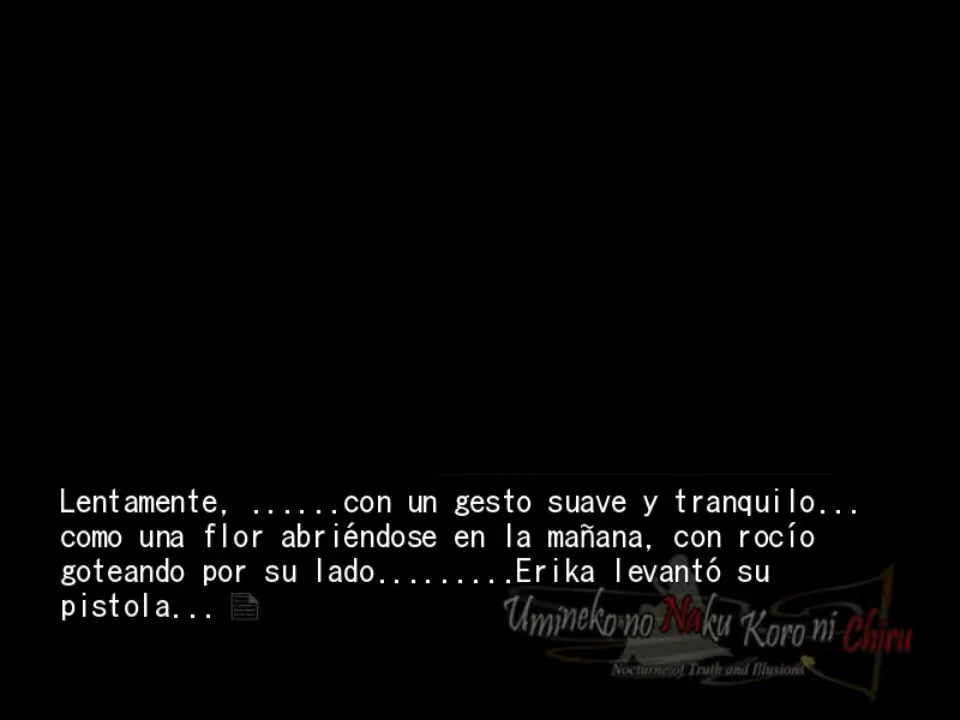 Lentamente, ......con un gesto suave y tranquilo...
como una flor abriéndose en la mañana, con rocío
goteando por su lado.........Erika levantó su
pistola...
Umineko no Naku Koro ni Chiru
Nocturne of Truth and Illusions